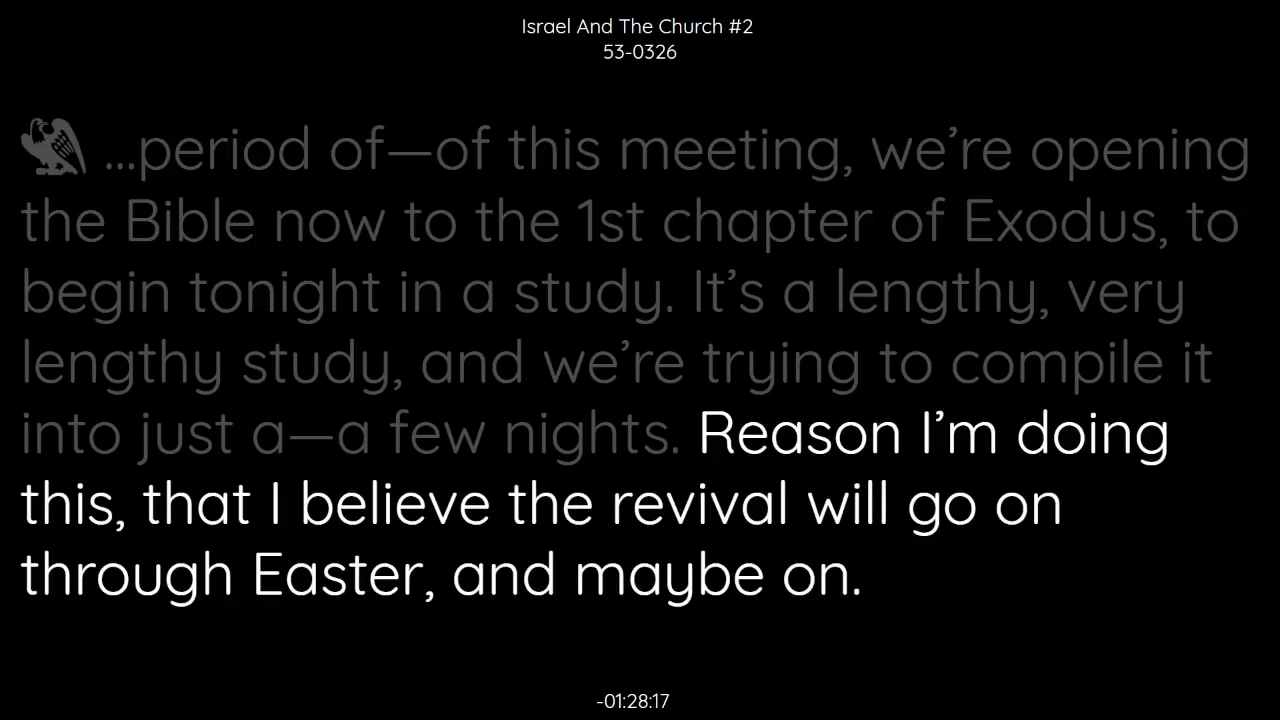 Israel And The Church #2
53-0326
...period of—of this meeting, we’re opening
the Bible now to the 1st chapter of Exodus, to
begin tonight in a study. It’s a lengthy, very
lengthy study, and we’re trying to compile it
into just a—a few nights. Reason I’m doing
this, that I believe the revival will go on
through Easter, and maybe on.
-01:28:17